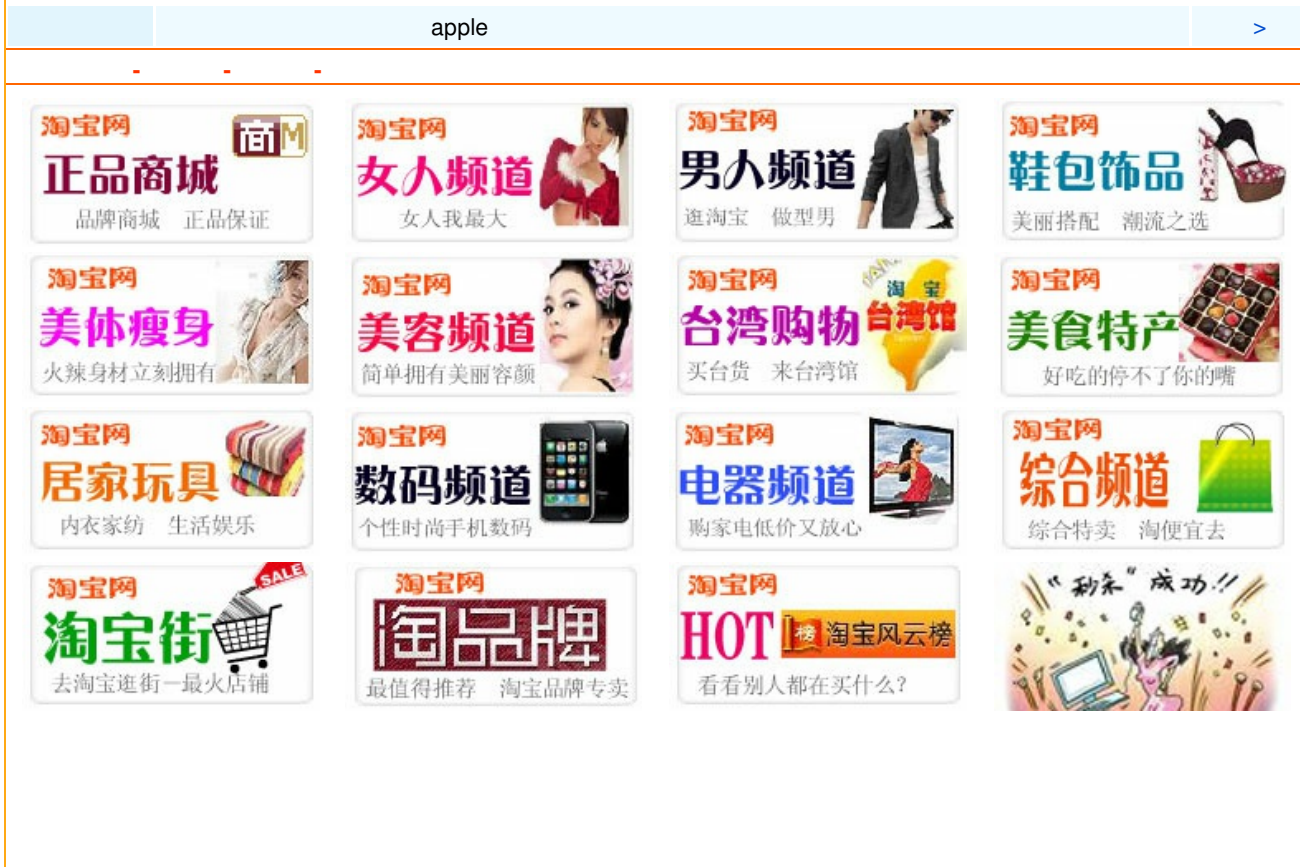 apple
>
- - -
淘宝网
正品商城
品牌商城 正品保证
商M
淘宝网
女人频道
女人我最大
淘宝网
男人频道
逛淘宝 做型男
淘宝网
鞋包饰品
美丽搭配 潮流之选
淘宝网
美体瘦身
火辣身材立刻拥有
淘宝网
美容频道
简单拥有美丽容颜
淘宝网
台湾购物
买台货 来台湾馆
淘宝
台湾馆
淘宝网
美食特产
好吃的停不了你的嘴
淘宝网
居家玩具
内衣家纺 生活娱乐
淘宝网
数码频道
个性时尚手机数码
淘宝网
电器频道
购家电低价又放心
淘宝网
综合频道
综合特卖 淘便宜去
淘宝网
SALE
淘宝街
去淘宝逛街—最火店铺
淘宝网
淘品牌
最值得推荐 淘宝品牌专卖
淘宝网
HOT 榜 淘宝风云榜
看看别人都在买什么?
“秒杀”成功!!